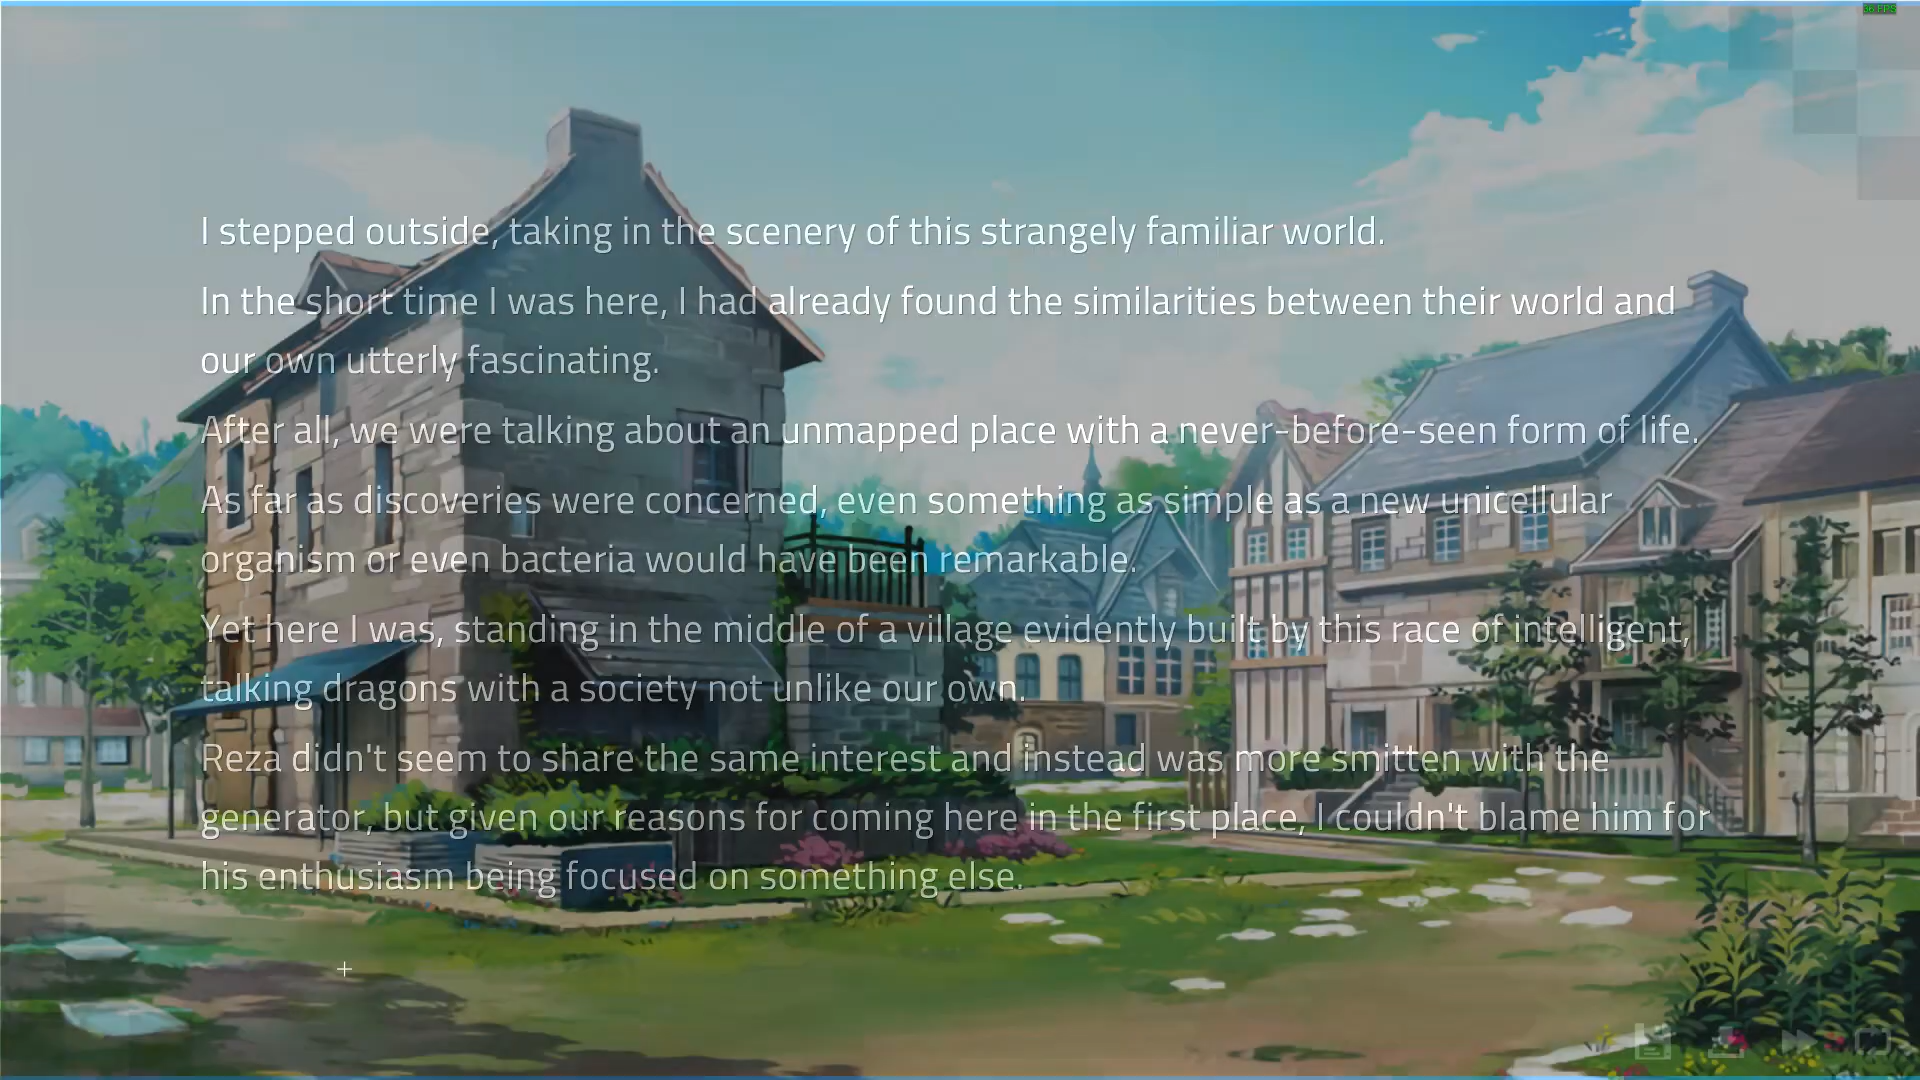 56 FPS
I stepped outside, taking in the scenery of this strangely familiar world.
In the short time I was here, I had already found the similarities between their world and
our own utterly fascinating.
After all, we were talking about an unmapped place with a never-before-seen form of life.
As far as discoveries were concerned, even something as simple as a new unicellular
organism or even bacteria would have been remarkable.
Yet here I was, standing in the middle of a village evidently built by this race of intelligent,
talking dragons with a society not unlike our own.
Reza didn't seem to share the same interest and instead was more smitten with the
generator, but given our reasons for coming here in the first place, I couldn't blame him for
his enthusiasm being focused on something else.